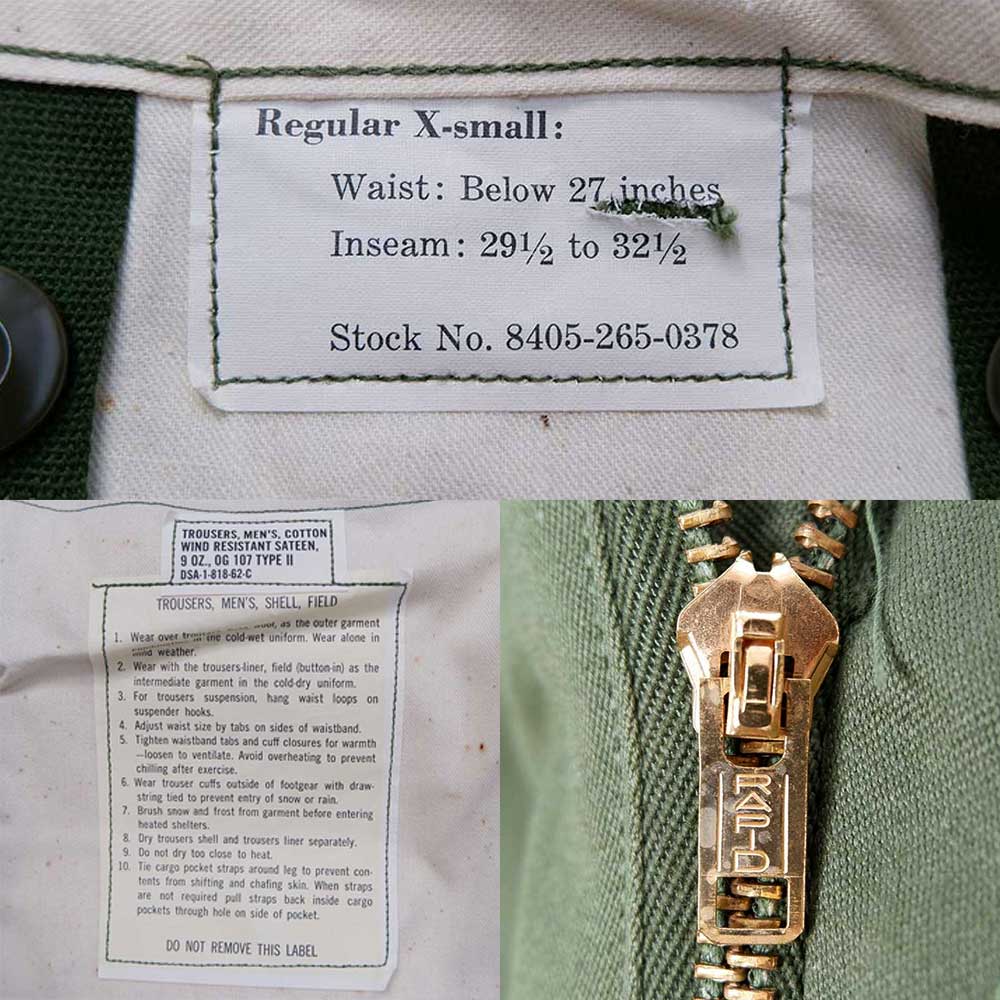 Regular X-small:
Waist: Below 27 inches
Inseam: 29½ to 32½
Stock No. 8405-265-0378
TROUSERS, MEN'S, COTTON
WIND RESISTANT SATEEN,
9 OZ., OG 107 TYPE II
DSA-1-818-62-C
TROUSERS, MEN'S, SHELL, FIELD
1. Wear over wool, as the outer garment
in the cold-wet uniform. Wear alone in
mild weather.
2. Wear with the trousers-liner, field (button-in) as the
intermediate garment in the cold-dry uniform.
3. For trousers suspension, hang waist loops on
suspender hooks.
4. Adjust waist size by tabs on sides of waistband.
5. Tighten waistband tabs and cuff closures for warmth
—loosen to ventilate. Avoid overheating to prevent
chilling after exercise.
6. Wear trouser cuffs outside of footgear with draw-
string tied to prevent entry of snow or rain.
7. Brush snow and frost from garment before entering
heated shelters.
8. Dry trousers shell and trousers liner separately.
9. Do not dry too close to heat.
10. Tie cargo pocket straps around leg to prevent con-
tents from shifting and chafing skin. When straps
are not required pull straps back inside cargo
pockets through hole on side of pocket.
DO NOT REMOVE THIS LABEL
RAPID